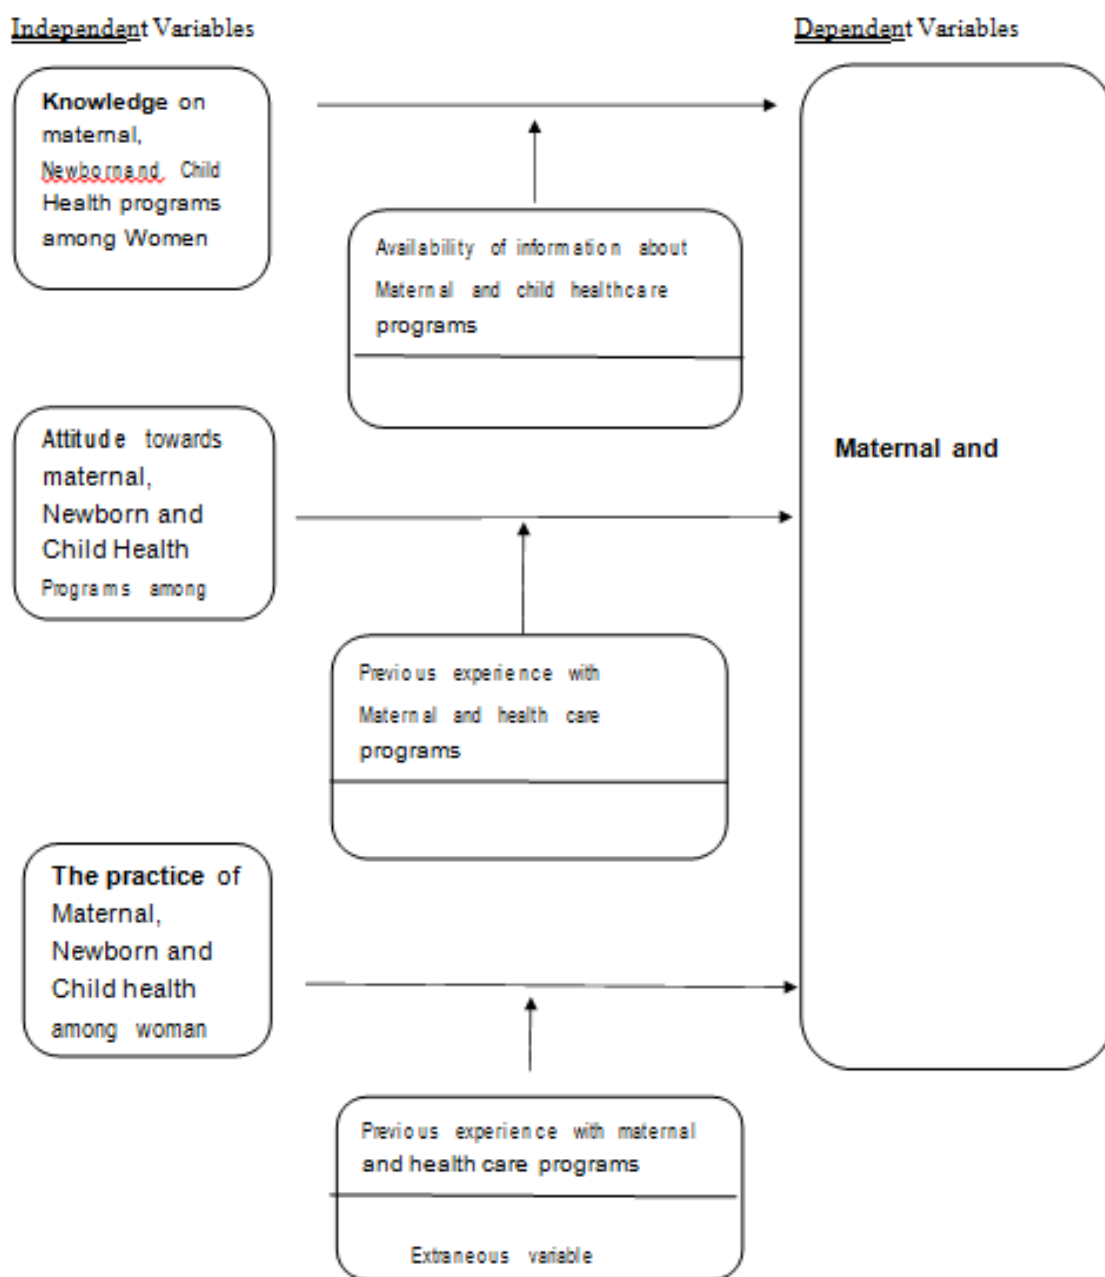 Independent Variables
Dependent Variables
Knowledge on
maternal,
Newbornand, Child
Health programs
among Women
Availability of information about
Maternal and child healthcare
programs
Attitude towards
maternal,
Newborn and
Child Health
Programs among
Maternal and
Previous experience with
Maternal and health care
programs
The practice of
Maternal,
Newborn and
Child health
among woman
Previous experience with maternal
and health care programs
Extraneous variable